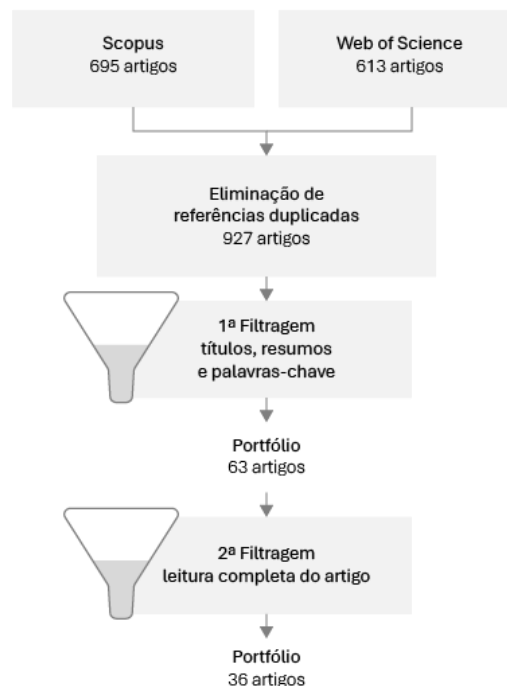 Scopus
695 artigos
Web of Science
613 artigos
Eliminação de
referências duplicadas
927 artigos
1ª Filtragem
títulos, resumos
e palavras-chave
Portfólio
63 artigos
2ª Filtragem
leitura completa do artigo
Portfólio
36 artigos